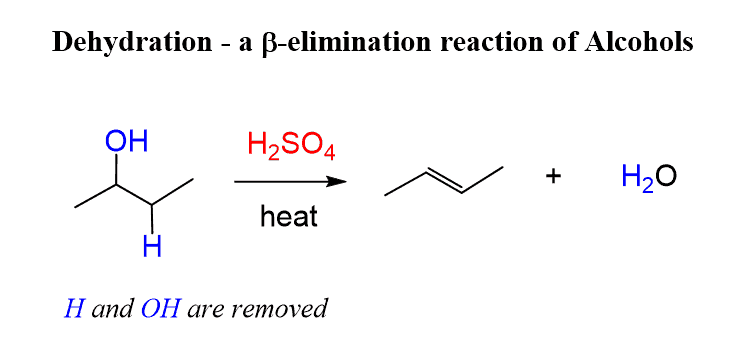 Dehydration - a β-elimination reaction of Alcohols
OH
H₂SO₄
heat
+
H₂O
H
H and OH are removed